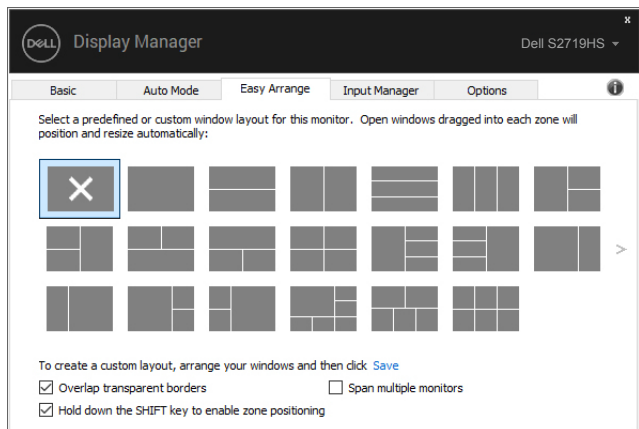 x
DELL Display Manager Dell S2719HS
Basic Auto Mode Easy Arrange Input Manager Options
Select a predefined or custom window layout for this monitor. Open windows dragged into each zone will
position and resize automatically:
To create a custom layout, arrange your windows and then click Save
Overlap transparent borders Span multiple monitors
Hold down the SHIFT key to enable zone positioning